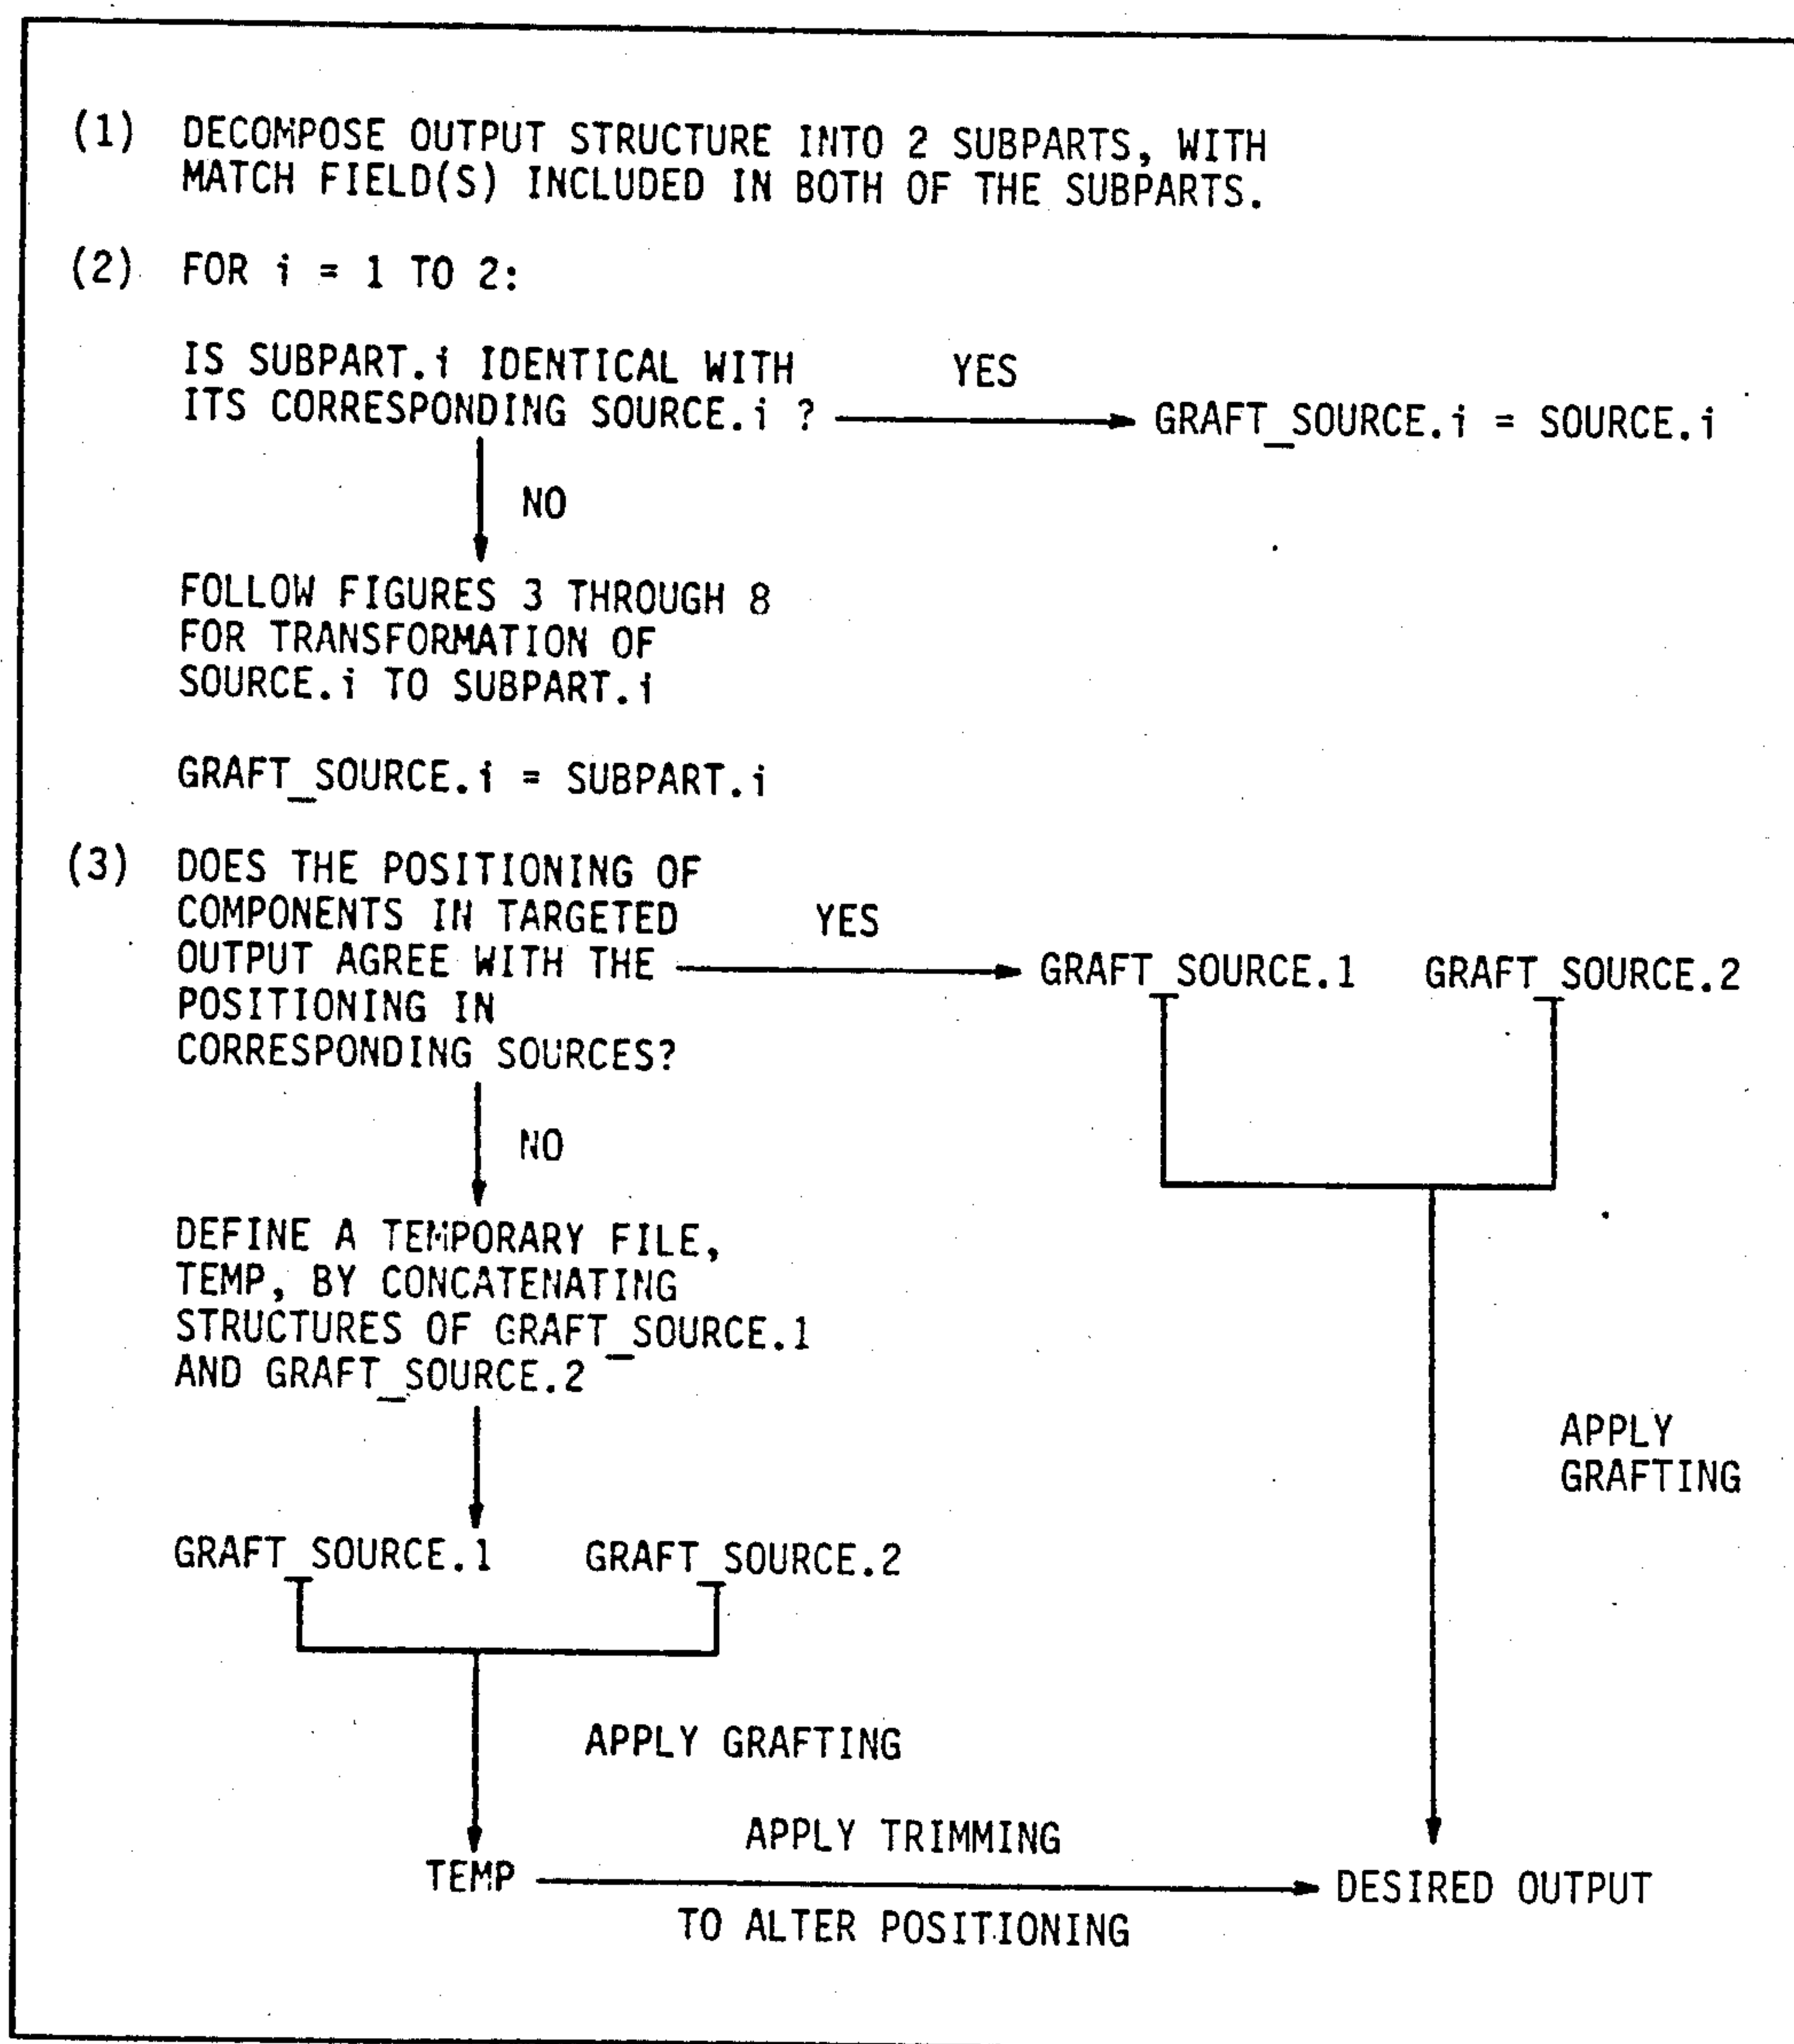 (1) DECOMPOSE OUTPUT STRUCTURE INTO 2 SUBPARTS, WITH
MATCH FIELD(S) INCLUDED IN BOTH OF THE SUBPARTS.
(2) FOR i = 1 TO 2:
IS SUBPART.i IDENTICAL WITH
YES
ITS CORRESPONDING SOURCE.i ?
GRAFT_SOURCE.i = SOURCE.i
NO
FOLLOW FIGURES 3 THROUGH 8
FOR TRANSFORMATION OF
SOURCE.i TO SUBPART.i
GRAFT_SOURCE.i = SUBPART.i
(3) DOES THE POSITIONING OF
COMPONENTS IN TARGETED
YES
OUTPUT AGREE WITH THE
POSITIONING IN
CORRESPONDING SOURCES?
GRAFT_SOURCE.1 GRAFT_SOURCE.2
NO
DEFINE A TEMPORARY FILE,
TEMP, BY CONCATENATING
STRUCTURES OF GRAFT_SOURCE.1
AND GRAFT_SOURCE.2
APPLY
GRAFTING
GRAFT_SOURCE.1 GRAFT_SOURCE.2
APPLY GRAFTING
APPLY TRIMMING
TEMP
DESIRED OUTPUT
TO ALTER POSITIONING